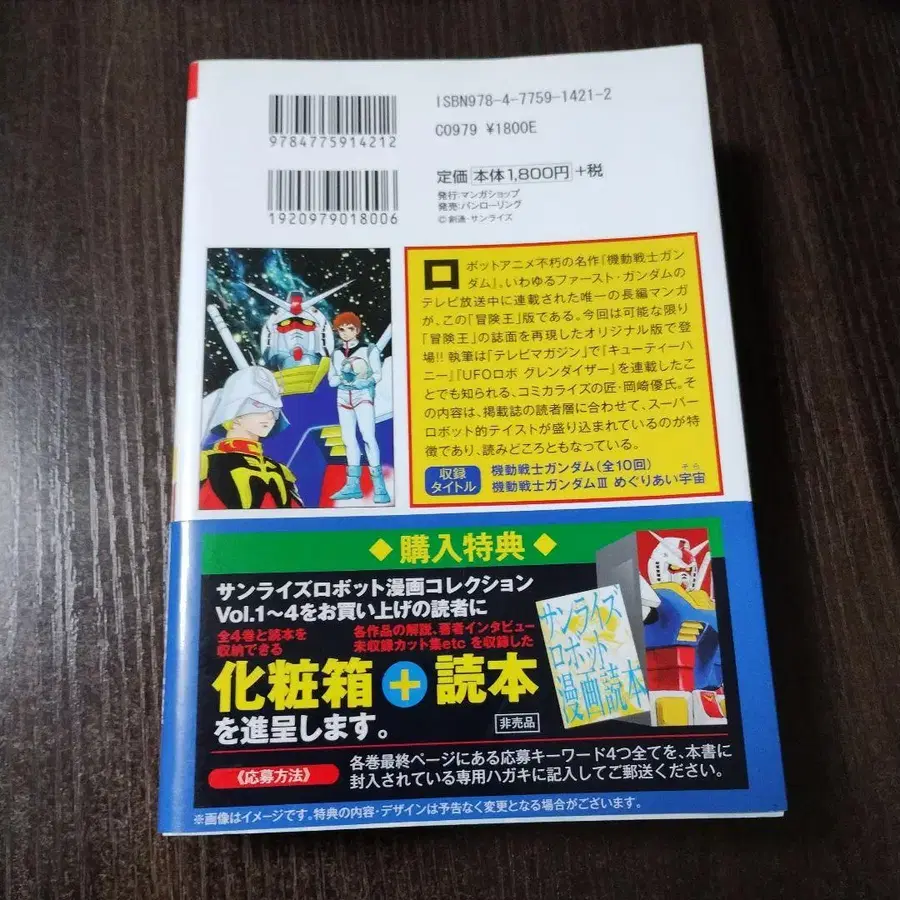 ISBN978-4-7759-1421-2
9784775914212
C0979 ¥1800E
定価 本体1,800円 +税
発行:マンガショップ
発売:パンローリング
© 創通・サンライズ
1920979018006
ロボットアニメ不朽の名作『機動戦士ガン
ダム』。いわゆるファースト・ガンダムの
テレビ放送中に連載された唯一の長編マンガ
が、この「冒険王」版である。今回は可能な限り
「冒険王」の誌面を再現したオリジナル版で登
場!! 執筆は「テレビマガジン」で『キューティーハ
ニー』『UFOロボ グレンダイザー』を連載したこ
とでも知られる、コミカライズの匠・岡崎優氏。そ
の内容は、掲載誌の読者層に合わせて、スーパー
ロボット的テイストが盛り込まれているのが特
徴であり、読みどころともなっている。
収録
タイトル
機動戦士ガンダム(全10回)
機動戦士ガンダムⅢ めぐりあい宇宙
そら
◆購入特典◆
サンライズロボット漫画コレクション
Vol.1〜4をお買い上げの読者に
全4巻と読本を
収納できる
各作品の解説、著者インタビュー
未収録カット集etc を収録した
化粧箱+読本
を進呈します。
非売品
サンライズ
ロボット
漫画読本
《応募方法》
各巻最終ページにある応募キーワード4つ全てを、本書に
封入されている専用ハガキに記入してご郵送ください。
※画像はイメージです。特典の内容・デザインは予告なく変更となる場合がございます。